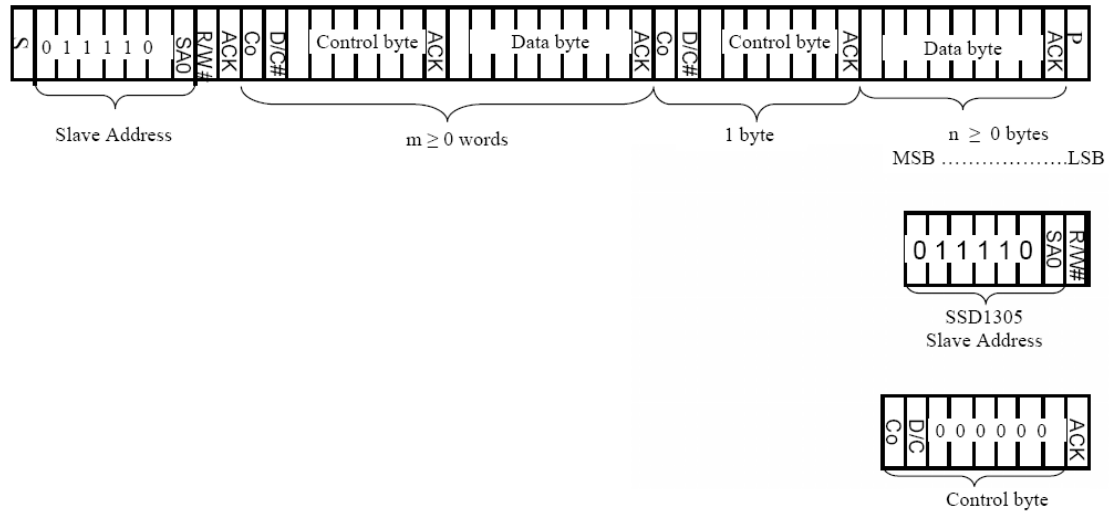 S 0 1 1 1 1 0 SA0 R/W# ACK Co D/C# Control byte ACK Data byte ACK Co D/C# Control byte ACK Data byte ACK P
Slave Address
m ≥ 0 words
1 byte
n ≥ 0 bytes
MSB ....................LSB
0 1 1 1 1 0 SA0 R/W#
SSD1305
Slave Address
Co D/C 0 0 0 0 0 0 ACK
Control byte